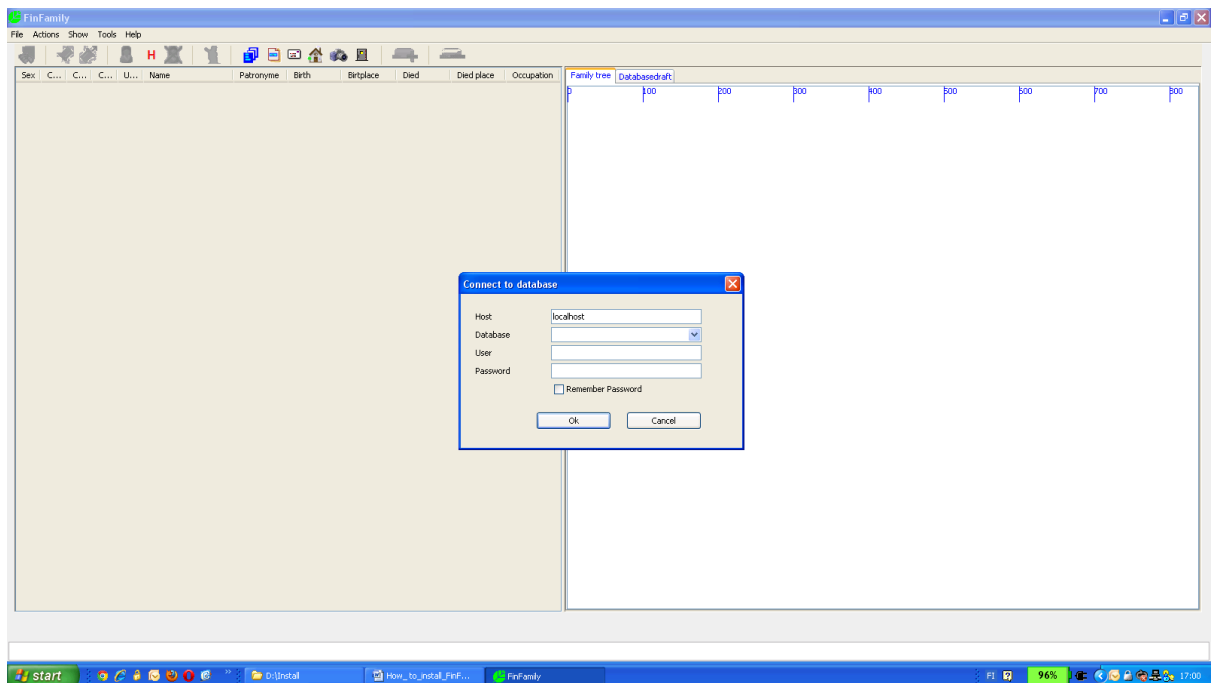 FinFamily
File Actions Show Tools Help
H
Sex C... C... C... U... Name Patronyme Birth Birtplace Died Died place Occupation
Family tree Databasedraft
0 100 200 300 400 500 600 700 800
Connect to database
Host localhost
Database
User
Password
Remember Password
Ok Cancel
start D:\Install How_to_install_FinF... FinFamily FI 96% 17:00